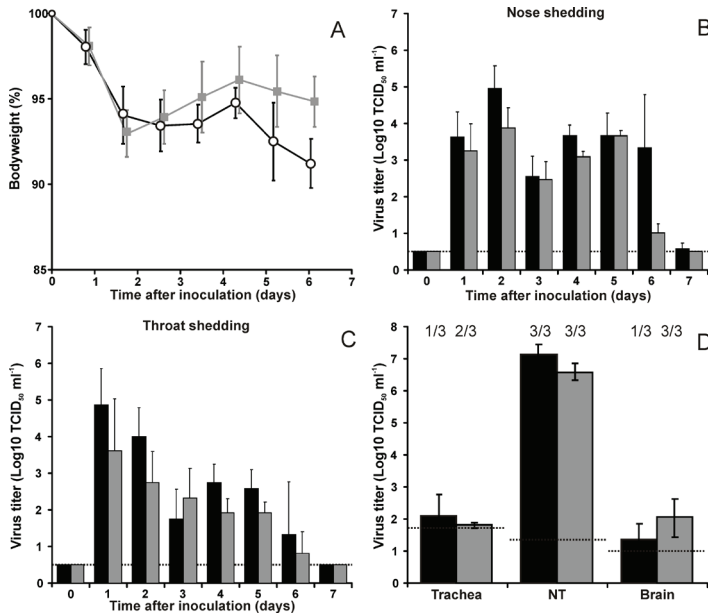 A
Bodyweight (%)
100
95
90
85
0 1 2 3 4 5 6 7
Time after inoculation (days)
Nose shedding
B
Virus titer (Log10 TCID50 ml-1)
7
6
5
4
3
2
1
0
0 1 2 3 4 5 6 7
Time after inoculation (days)
Throat shedding
C
Virus titer (Log10 TCID50 ml-1)
7
6
5
4
3
2
1
0
0 1 2 3 4 5 6 7
Time after inoculation (days)
D
1/3 2/3 3/3 3/3 1/3 3/3
Virus titer (Log10 TCID50 ml-1)
8
7
6
5
4
3
2
1
0
Trachea NT Brain